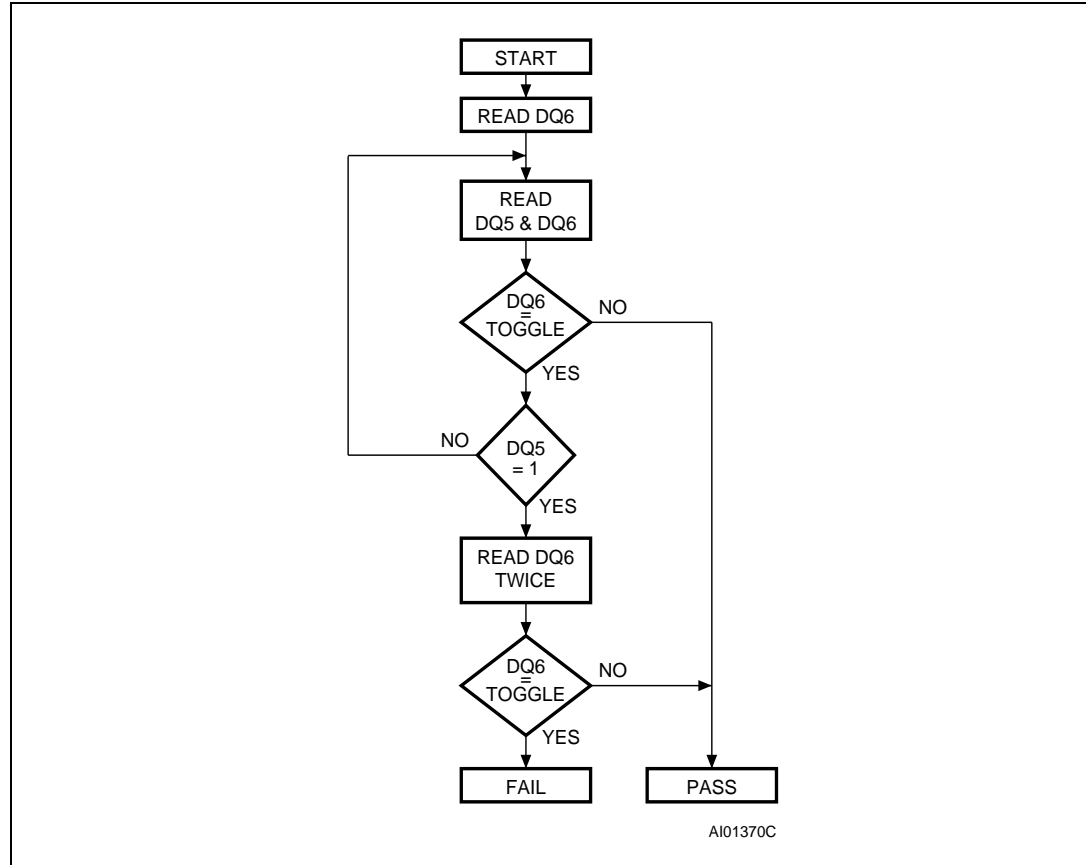 START
READ DQ6
READ
DQ5 & DQ6
DQ6
=
TOGGLE
NO
YES
NO
DQ5
= 1
YES
READ DQ6
TWICE
DQ6
=
TOGGLE
NO
YES
FAIL
PASS
AI01370C